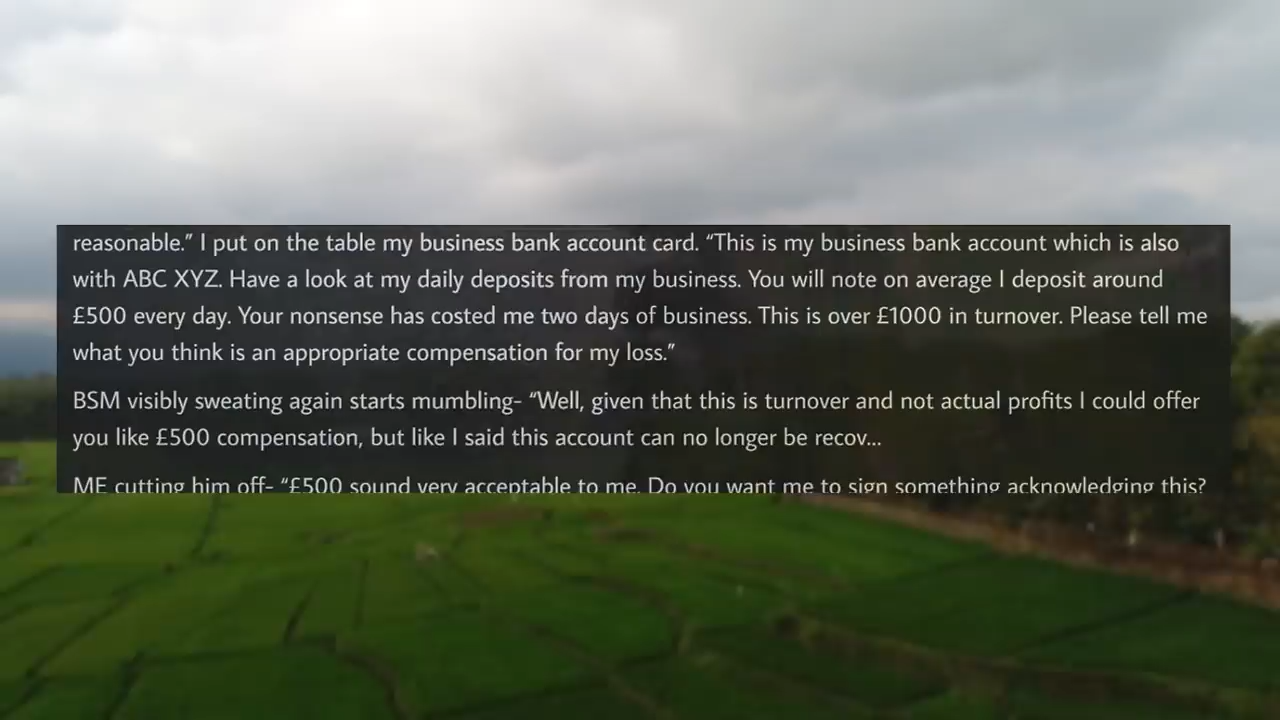 reasonable.” I put on the table my business bank account card. “This is my business bank account which is also
with ABC XYZ. Have a look at my daily deposits from my business. You will note on average I deposit around
£500 every day. Your nonsense has costed me two days of business. This is over £1000 in turnover. Please tell me
what you think is an appropriate compensation for my loss.”
BSM visibly sweating again starts mumbling- “Well, given that this is turnover and not actual profits I could offer
you like £500 compensation, but like I said this account can no longer be recov...
ME cutting him off- “£500 sound very acceptable to me. Do you want me to sign something acknowledging this?